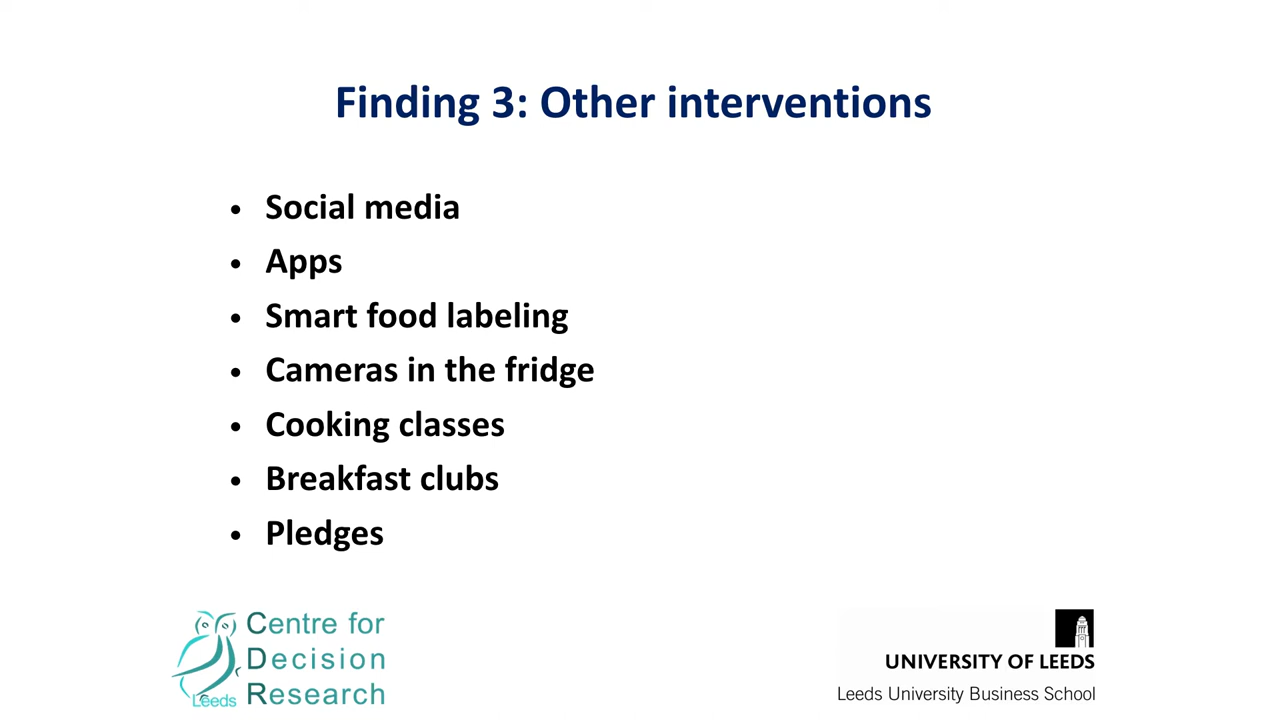 Finding 3: Other interventions
• Social media
• Apps
• Smart food labeling
• Cameras in the fridge
• Cooking classes
• Breakfast clubs
• Pledges
Centre for
Decision
Research
Leeds
UNIVERSITY OF LEEDS
Leeds University Business School